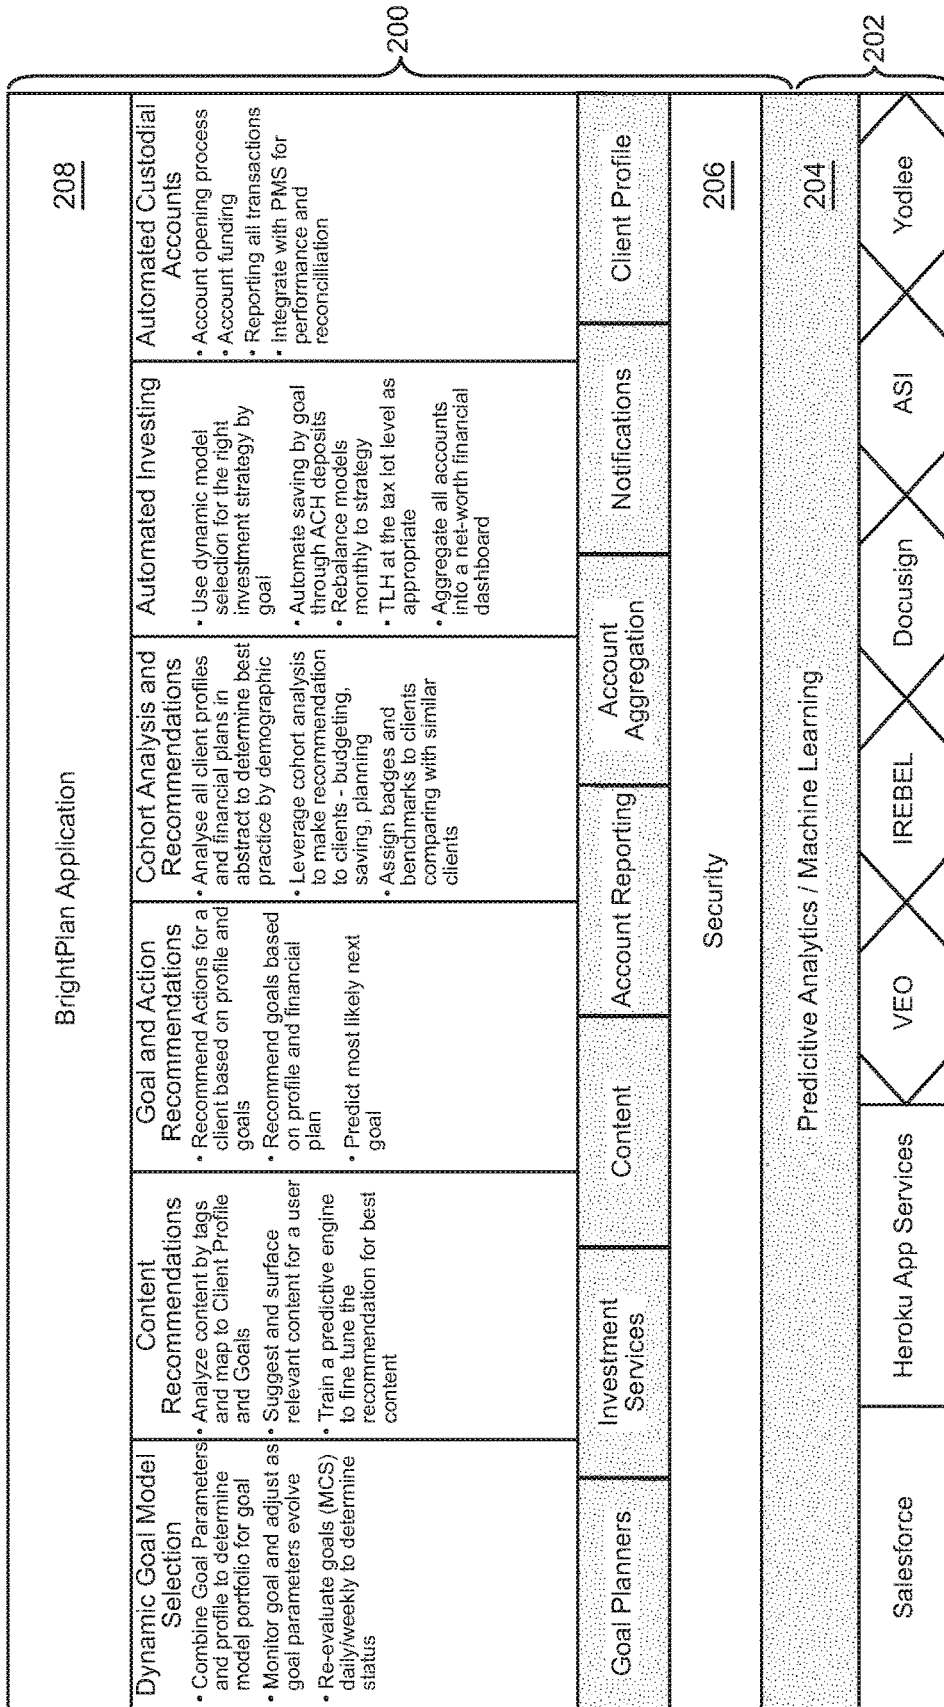 BrightPlan Application
208
Dynamic Goal Model
Selection
• Combine Goal Parameters
and profile to determine
model portfolio for goal
• Monitor goal and adjust as
goal parameters evolve
• Re-evaluate goals (MCS)
daily/weekly to determine
status
Content
Recommendations
• Analyze content by tags
and map to Client Profile
and Goals
• Suggest and surface
relevant content for a user
• Train a predictive engine
to fine tune the
recommendation for best
content
Goal and Action
Recommendations
• Recommend Actions for a
client based on profile and
goals
• Recommend goals based
on profile and financial
plan
• Predict most likely next
goal
Cohort Analysis and
Recommendations
• Analyse all client profiles
and financial plans in
abstract to determine best
practice by demographic
• Leverage cohort analysis
to make recommendation
to clients - budgeting,
saving, planning
• Assign badges and
benchmarks to clients
comparing with similar
clients
Automated Investing
• Use dynamic model
selection for the right
investment strategy by
goal
• Automate saving by goal
through ACH deposits
• Rebalance models
monthly to strategy
• TLH at the tax lot level as
appropriate
• Aggregate all accounts
into a net-worth financial
dashboard
Automated Custodial
Accounts
• Account opening process
• Account funding
• Reporting all transactions
• Integrate with PMS for
performance and
reconcilliation
200
Goal Planners
Investment
Services
Content
Account Reporting
Account
Aggregation
Notifications
Client Profile
Security
206
Predicitive Analytics / Machine Learning
204
Salesforce
Heroku App Services
VEO
IREBEL
Docusign
ASI
Yodlee
202